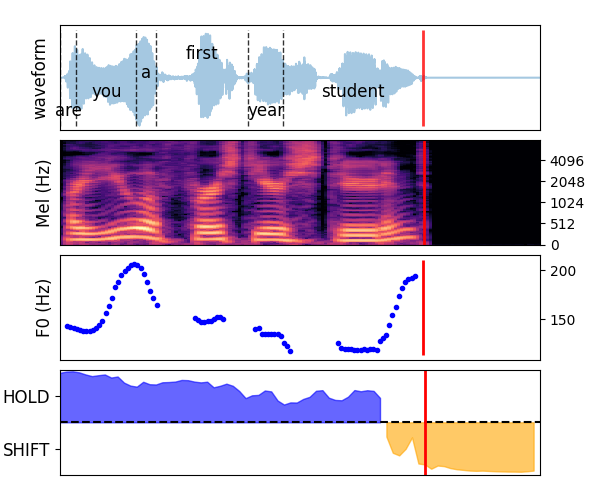 waveform
are
you
a
first
year
student
Mel (Hz)
4096
2048
1024
512
0
F0 (Hz)
200
150
HOLD
SHIFT